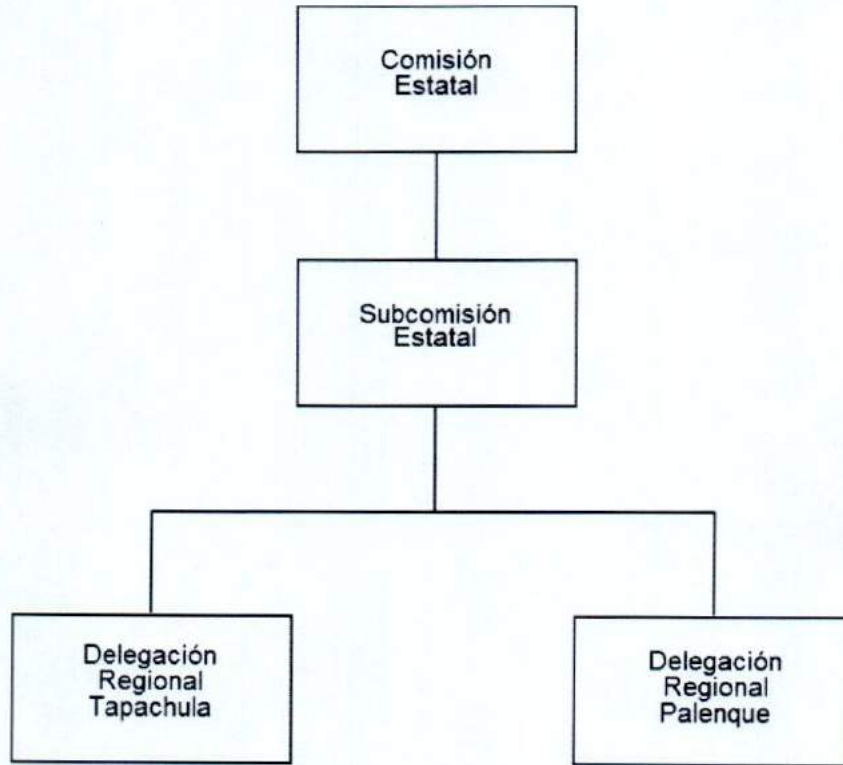 Comisión
Estatal
Subcomisión
Estatal
Delegación
Regional
Tapachula
Delegación
Regional
Palenque